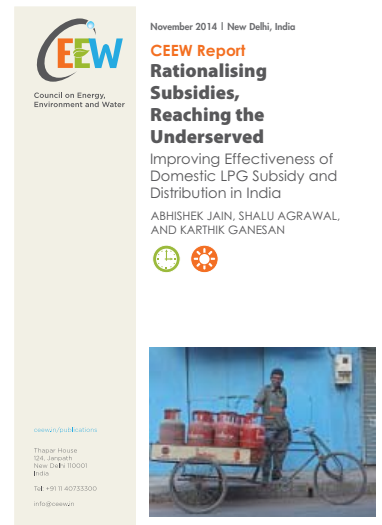 CEEW
Council on Energy,
Environment and Water
November 2014 | New Delhi, India
CEEW Report
Rationalising
Subsidies,
Reaching the
Underserved
Improving Effectiveness of
Domestic LPG Subsidy and
Distribution in India
ABHISHEK JAIN, SHALU AGRAWAL,
AND KARTHIK GANESAN
ceew.in/publications
Thapar House
124, Janpath
New Delhi 110001
India
Tel: +91 11 40733300
info@ceew.in